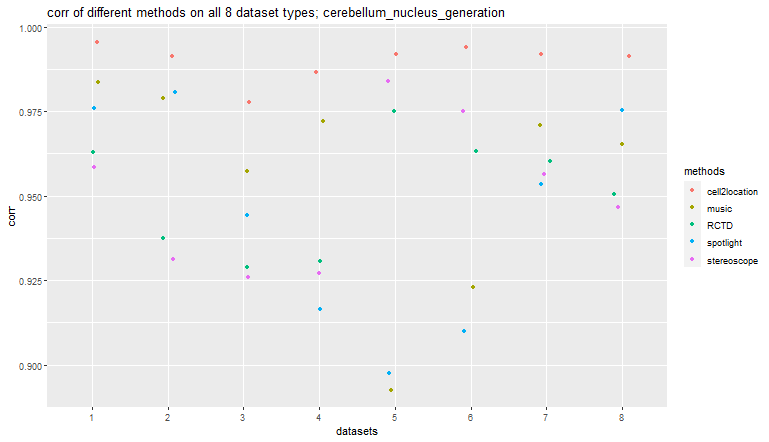 corr of different methods on all 8 dataset types; cerebellum_nucleus_generation
1.000
0.975
0.950
0.925
0.900
corr
1 2 3 4 5 6 7 8
datasets
methods
cell2location
music
RCTD
spotlight
stereoscope